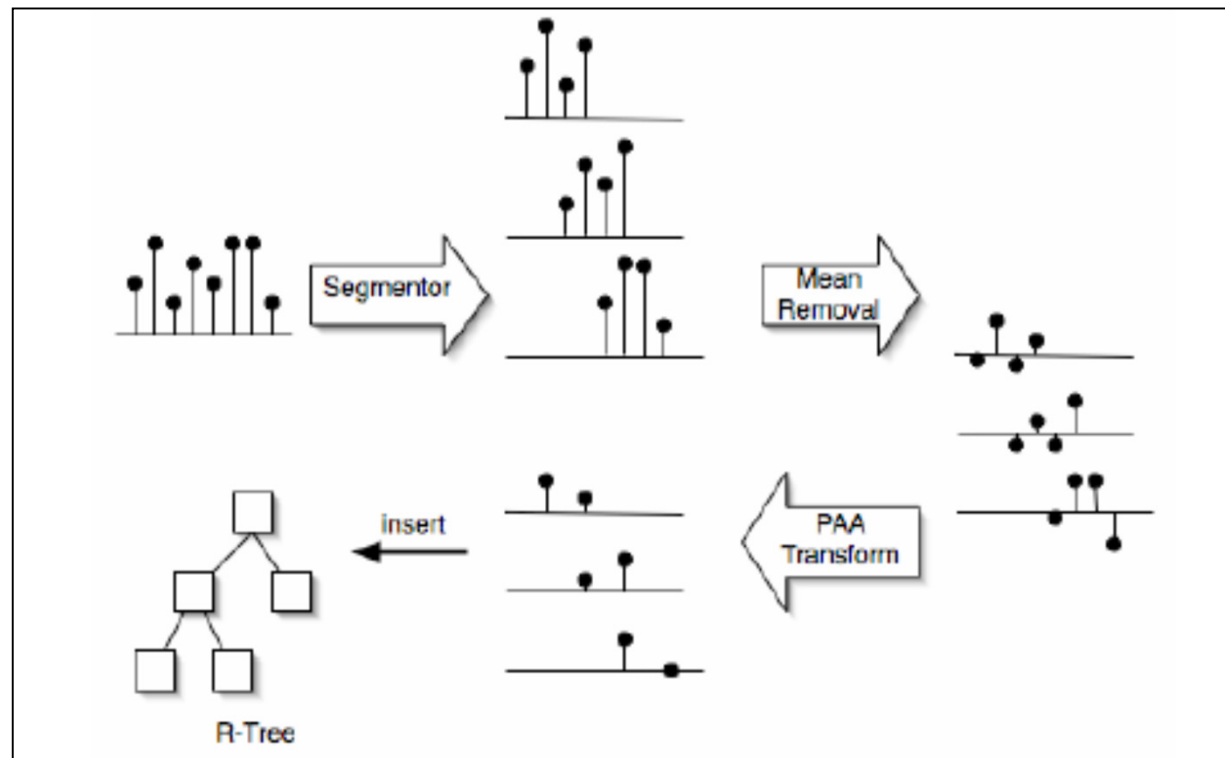 Segmentor
Mean
Removal
PAA
Transform
insert
R-Tree